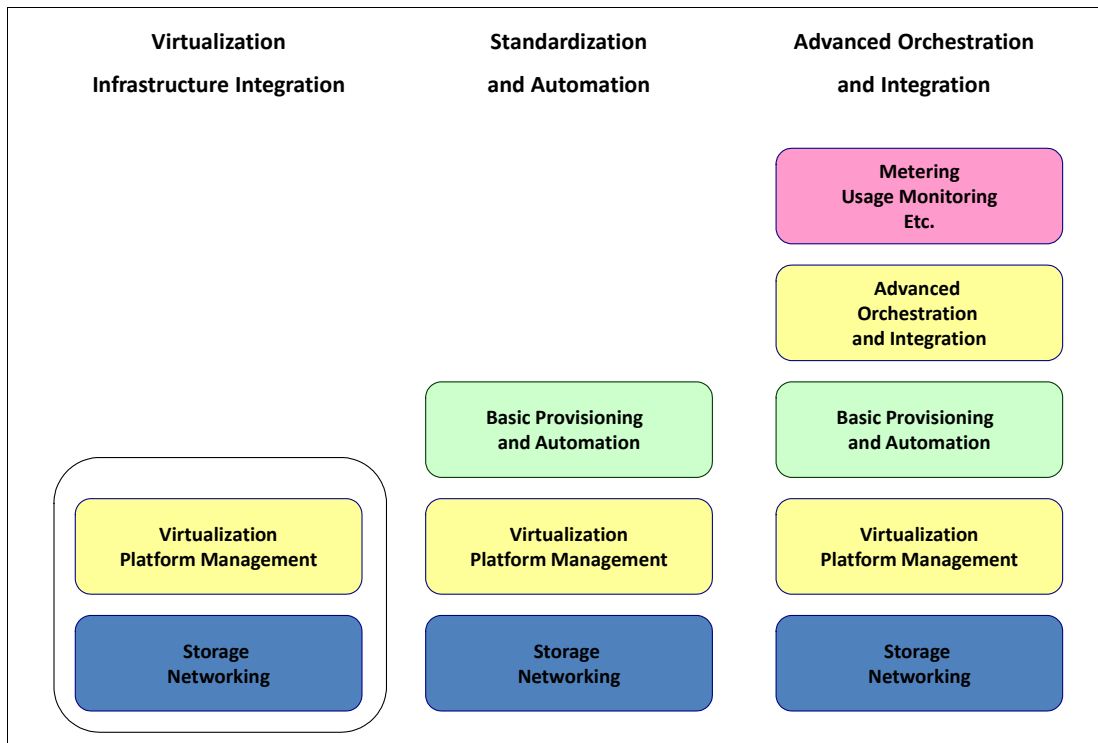 Virtualization
Infrastructure Integration
Standardization
and Automation
Advanced Orchestration
and Integration
Metering
Usage Monitoring
Etc.
Advanced
Orchestration
and Integration
Basic Provisioning
and Automation
Basic Provisioning
and Automation
Virtualization
Platform Management
Virtualization
Platform Management
Virtualization
Platform Management
Storage
Networking
Storage
Networking
Storage
Networking